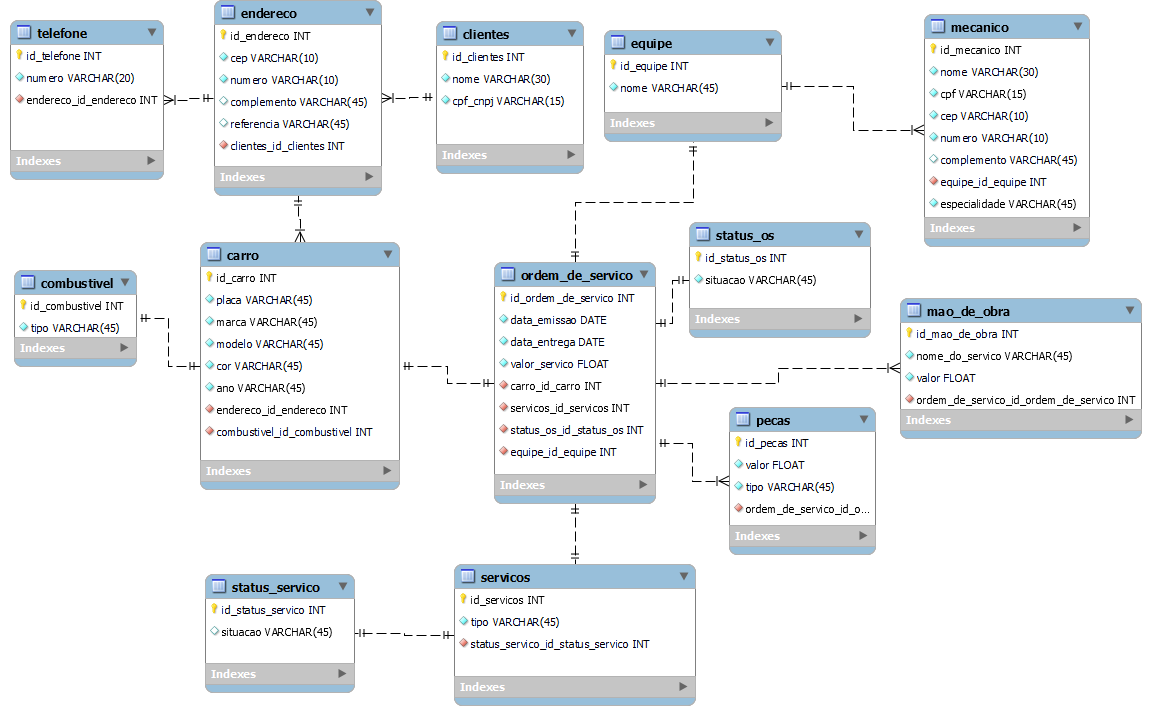 telefone
id_telefone INT
numero VARCHAR(20)
endereco_id_endereco INT
Indexes
endereco
id_endereco INT
cep VARCHAR(10)
numero VARCHAR(10)
complemento VARCHAR(45)
referencia VARCHAR(45)
clientes_id_clientes INT
Indexes
clientes
id_clientes INT
nome VARCHAR(30)
cpf_cnpj VARCHAR(15)
Indexes
equipe
id_equipe INT
nome VARCHAR(45)
Indexes
mecanico
id_mecanico INT
nome VARCHAR(30)
cpf VARCHAR(15)
cep VARCHAR(10)
numero VARCHAR(10)
complemento VARCHAR(45)
equipe_id_equipe INT
especialidade VARCHAR(45)
Indexes
combustivel
id_combustivel INT
tipo VARCHAR(45)
Indexes
carro
id_carro INT
placa VARCHAR(45)
marca VARCHAR(45)
modelo VARCHAR(45)
cor VARCHAR(45)
ano VARCHAR(45)
endereco_id_endereco INT
combustivel_id_combustivel INT
Indexes
ordem_de_servico
id_ordem_de_servico INT
data_emissao DATE
data_entrega DATE
valor_servico FLOAT
carro_id_carro INT
servicos_id_servicos INT
status_os_id_status_os INT
equipe_id_equipe INT
Indexes
status_os
id_status_os INT
situacao VARCHAR(45)
Indexes
mao_de_obra
id_mao_de_obra INT
nome_do_servico VARCHAR(45)
valor FLOAT
ordem_de_servico_id_ordem_de_servico INT
Indexes
pecas
id_pecas INT
valor FLOAT
tipo VARCHAR(45)
ordem_de_servico_id_o...
Indexes
status_servico
id_status_servico INT
situacao VARCHAR(45)
Indexes
servicos
id_servicos INT
tipo VARCHAR(45)
status_servico_id_status_servico INT
Indexes